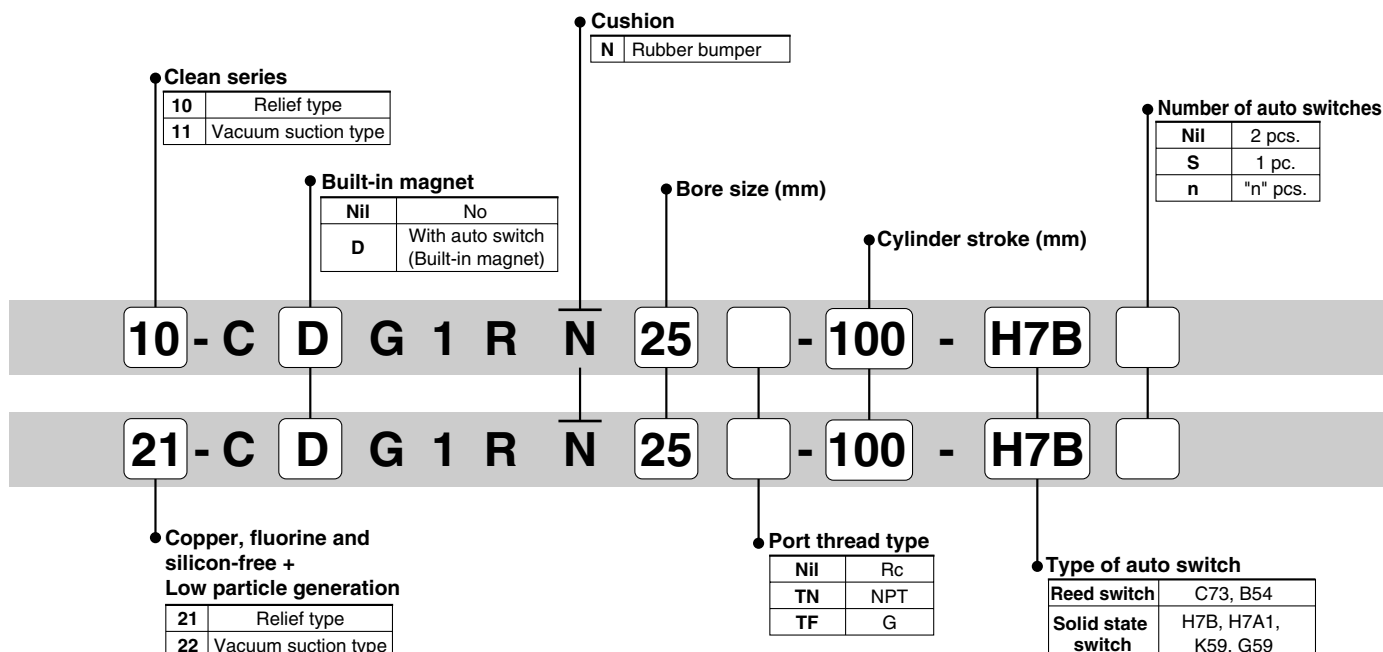 Cushion
N Rubber bumper
Clean series
10 Relief type
11 Vacuum suction type
Number of auto switches
Nil 2 pcs.
S 1 pc.
n "n" pcs.
Built-in magnet
Nil No
D With auto switch
(Built-in magnet)
Bore size (mm)
Cylinder stroke (mm)
10 - C D G 1 R N 25 - 100 - H7B
21 - C D G 1 R N 25 - 100 - H7B
Copper, fluorine and
silicon-free +
Low particle generation
21 Relief type
22 Vacuum suction type
Port thread type
Nil Rc
TN NPT
TF G
Type of auto switch
Reed switch C73, B54
Solid state
switch
H7B, H7A1,
K59, G59